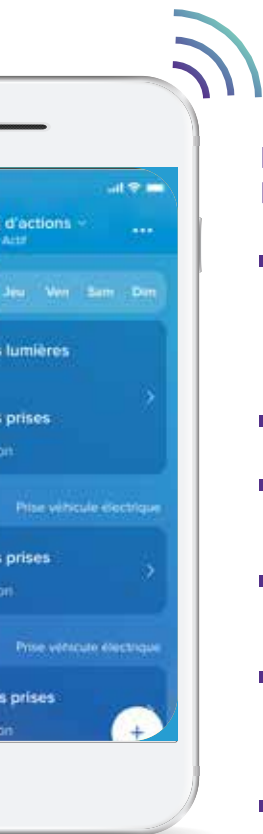 d'actions
Actif
...
Jeu Ven Sam Dim
lumières
prises
on
Prise véhicule électrique
prises
on
Prise véhicule électrique
s prises
on
+